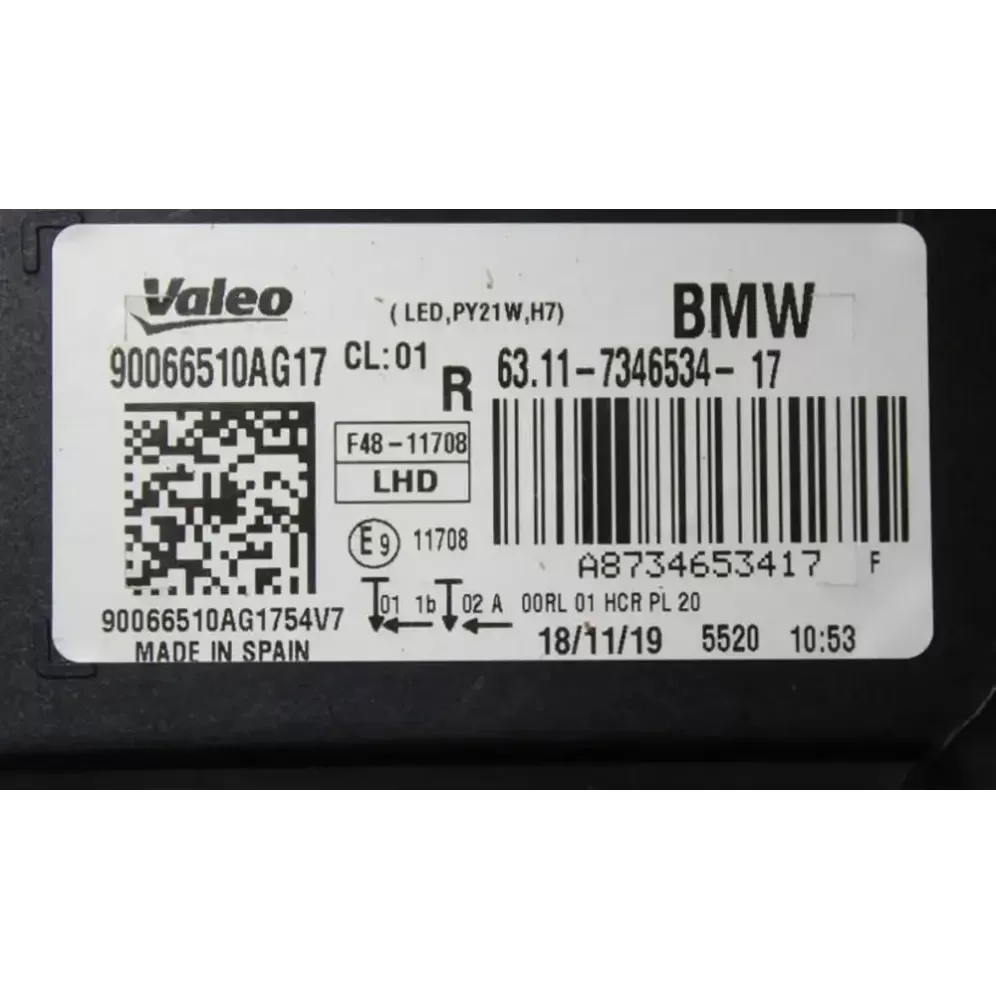 Valeo
(LED,PY21W,H7)
BMW
90066510AG17
CL:01
R
63.11-7346534-17
F48-11708
LHD
E9 11708
A8734653417 F
01 1b 02 A 00RL 01 HCR PL 20
90066510AG1754V7
18/11/19 5520 10:53
MADE IN SPAIN